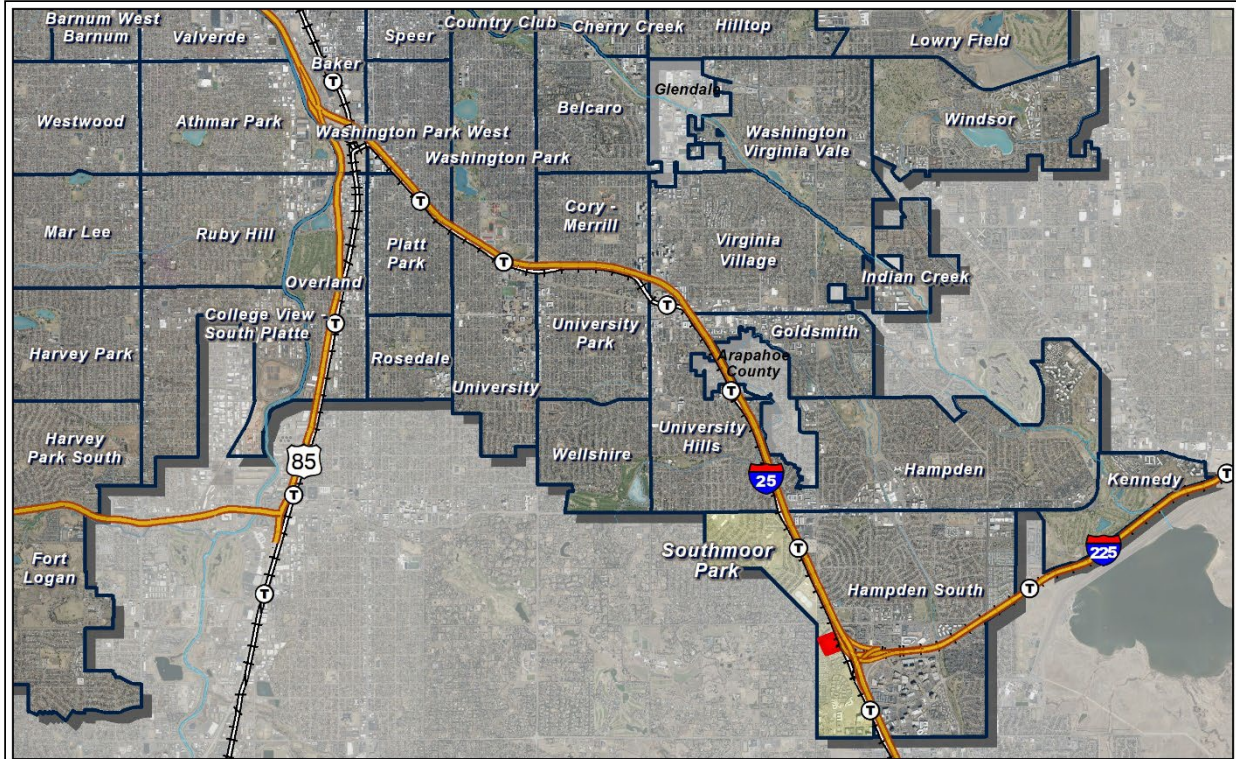 Barnum West
Barnum
Valverde
Speer
Country Club
Cherry Creek
Hilltop
Lowry Field
Baker
T
Glendale
Belcaro
Windsor
Westwood
Athmar Park
Washington Park West
Washington Park
Washington
Virginia Vale
T
Mar Lee
Ruby Hill
Platt
Park
Cory -
Merrill
Virginia
Village
T
Indian Creek
Overland
T
College View -
South Platte
T
University
Park
Goldsmith
Harvey Park
Rosedale
Arapahoe
County
T
University
Harvey
Park South
University
Hills
Wellshire
85
Hampden
25
Kennedy
T
T
Southmoor
Park
T
225
Fort
Logan
T
Hampden South
T
T